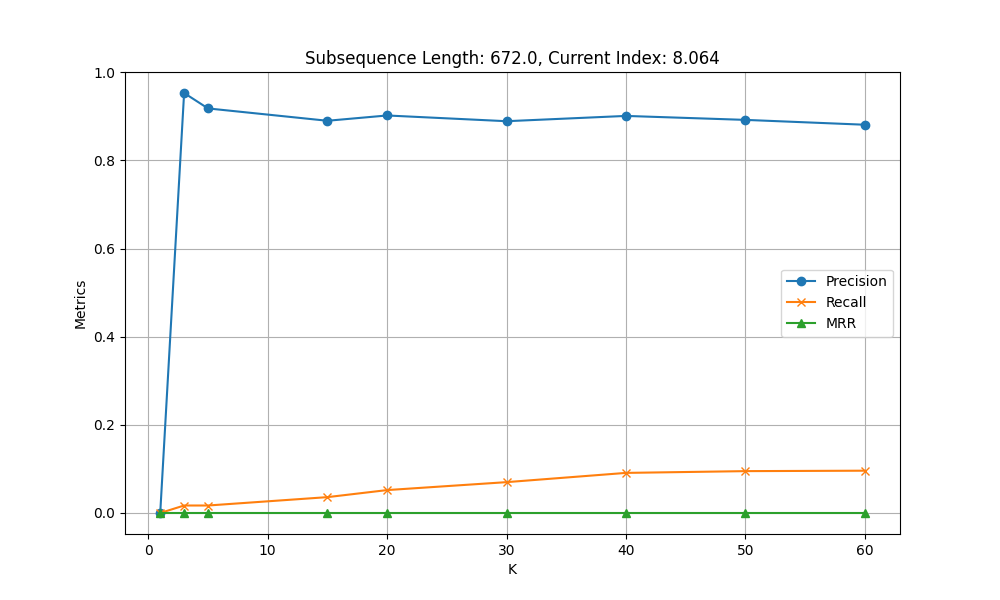 Subsequence Length: 672.0, Current Index: 8.064
1.0
0.8
0.6
0.4
0.2
0.0
Metrics
Precision
Recall
MRR
0 10 20 30 40 50 60
K